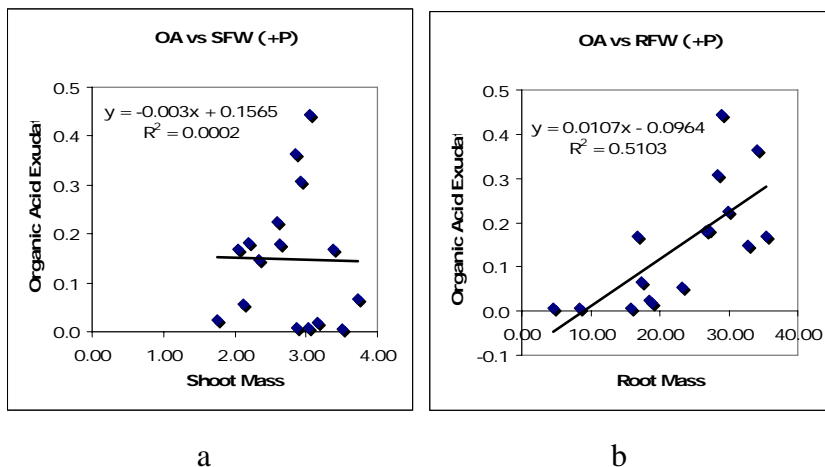 OA vs SFW (+P)
y = -0.003x + 0.1565
R² = 0.0002
Organic Acid Exudat
0.5
0.4
0.3
0.2
0.1
0.0
0.00 1.00 2.00 3.00 4.00
Shoot Mass
a
OA vs RFW (+P)
y = 0.0107x - 0.0964
R² = 0.5103
Organic Acid Exudat
0.5
0.4
0.3
0.2
0.1
0.0
-0.1
0.00 10.00 20.00 30.00 40.00
Root Mass
b